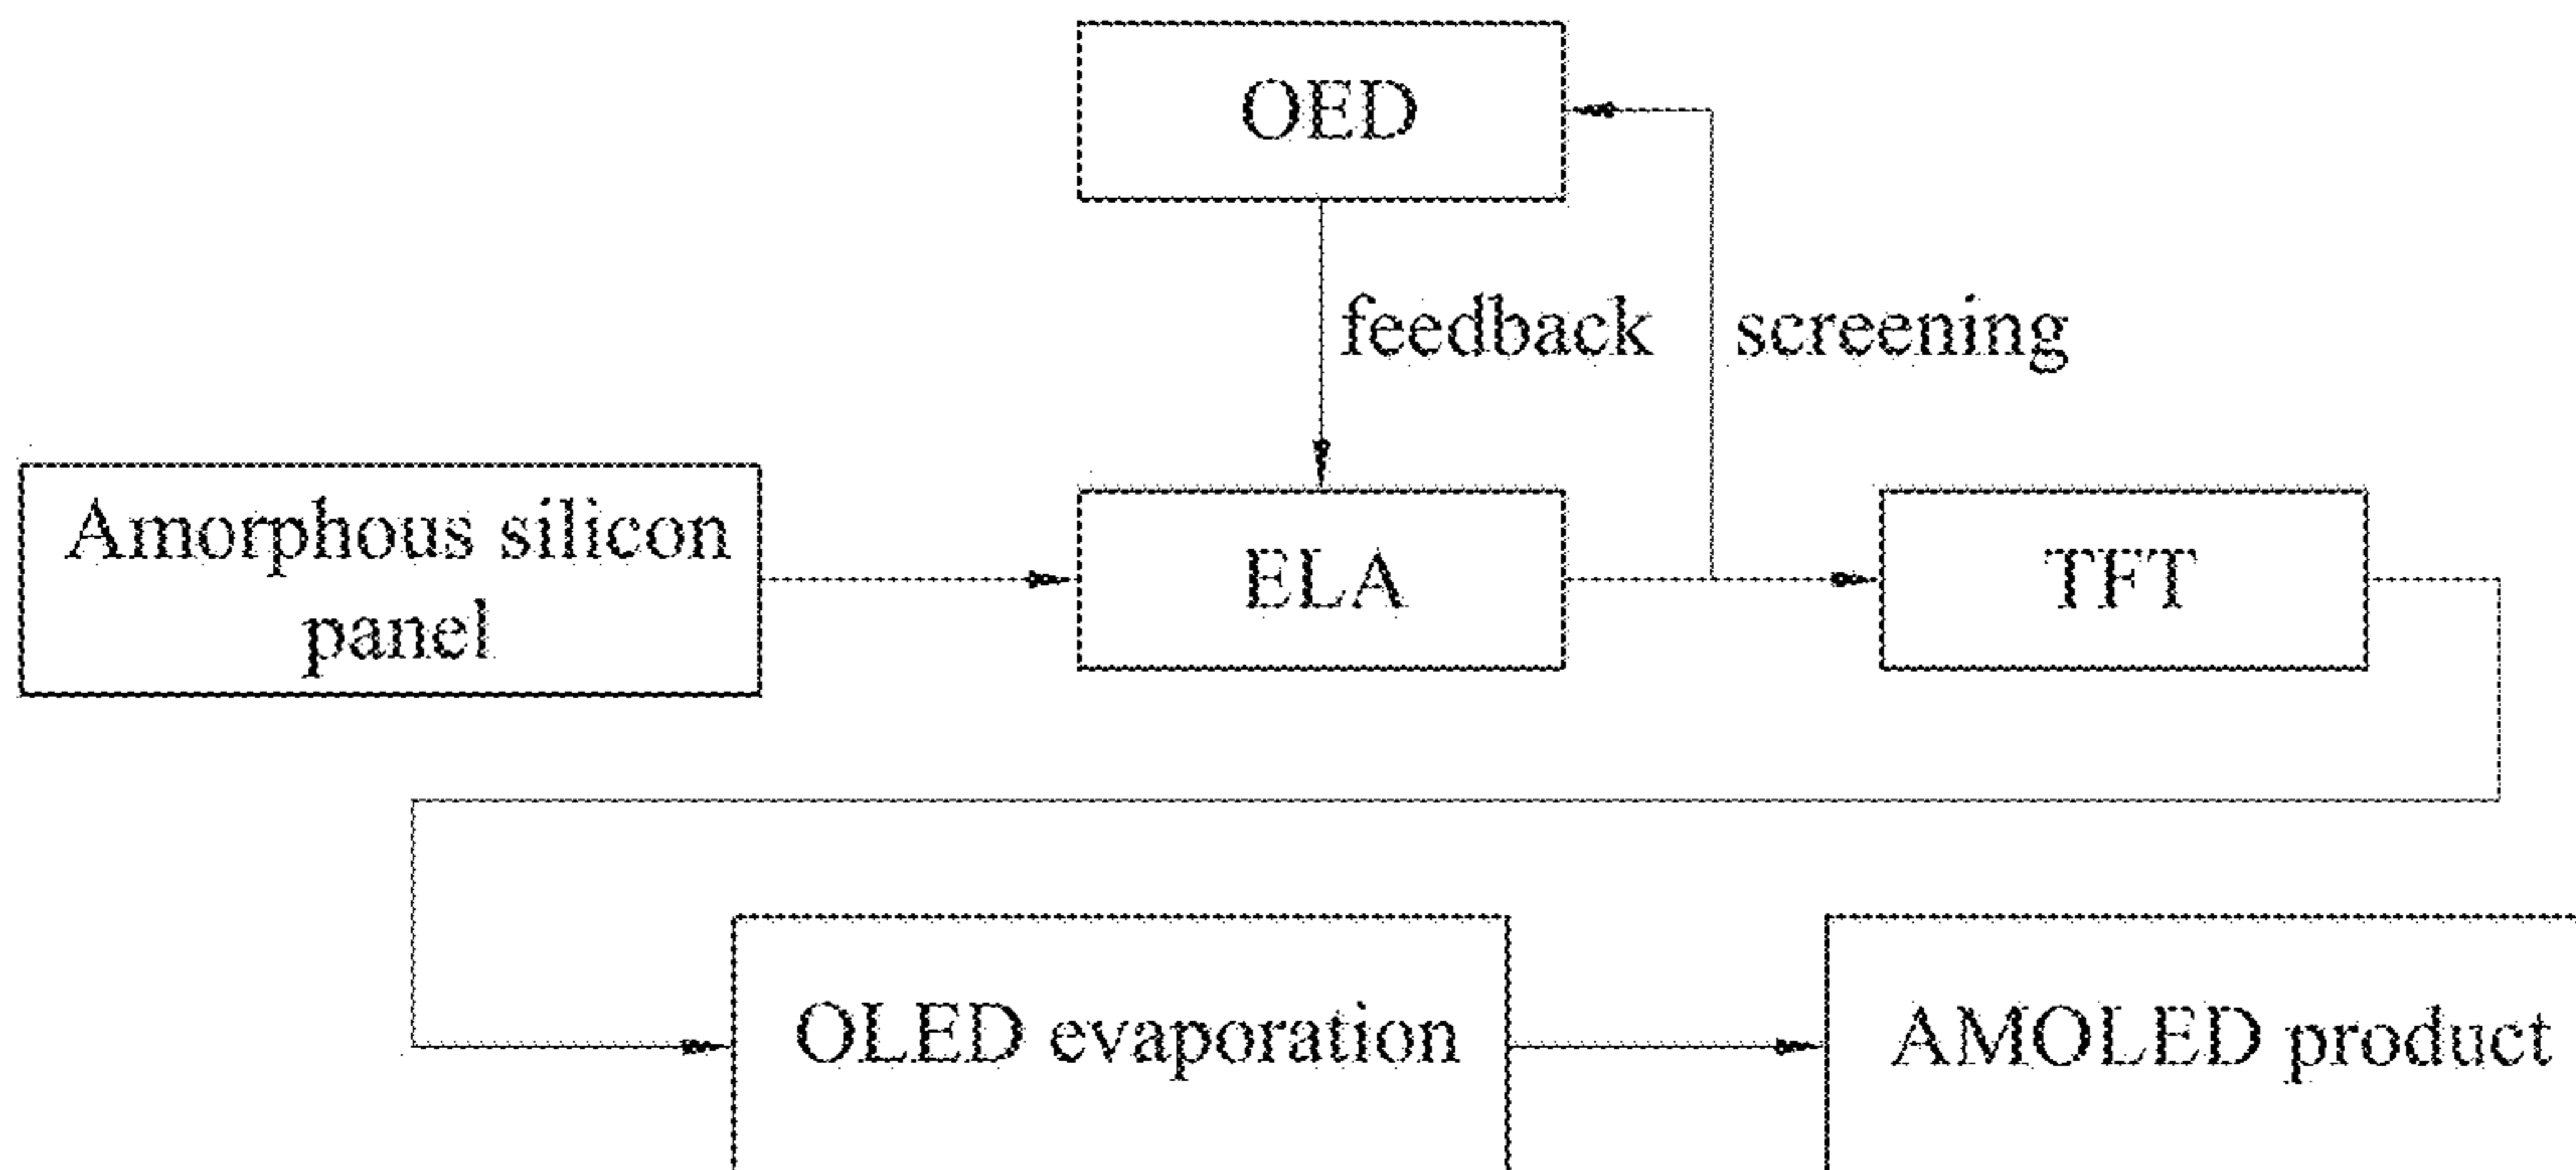 OED
feedback
screening
Amorphous silicon
panel
ELA
TFT
OLED evaporation
AMOLED product